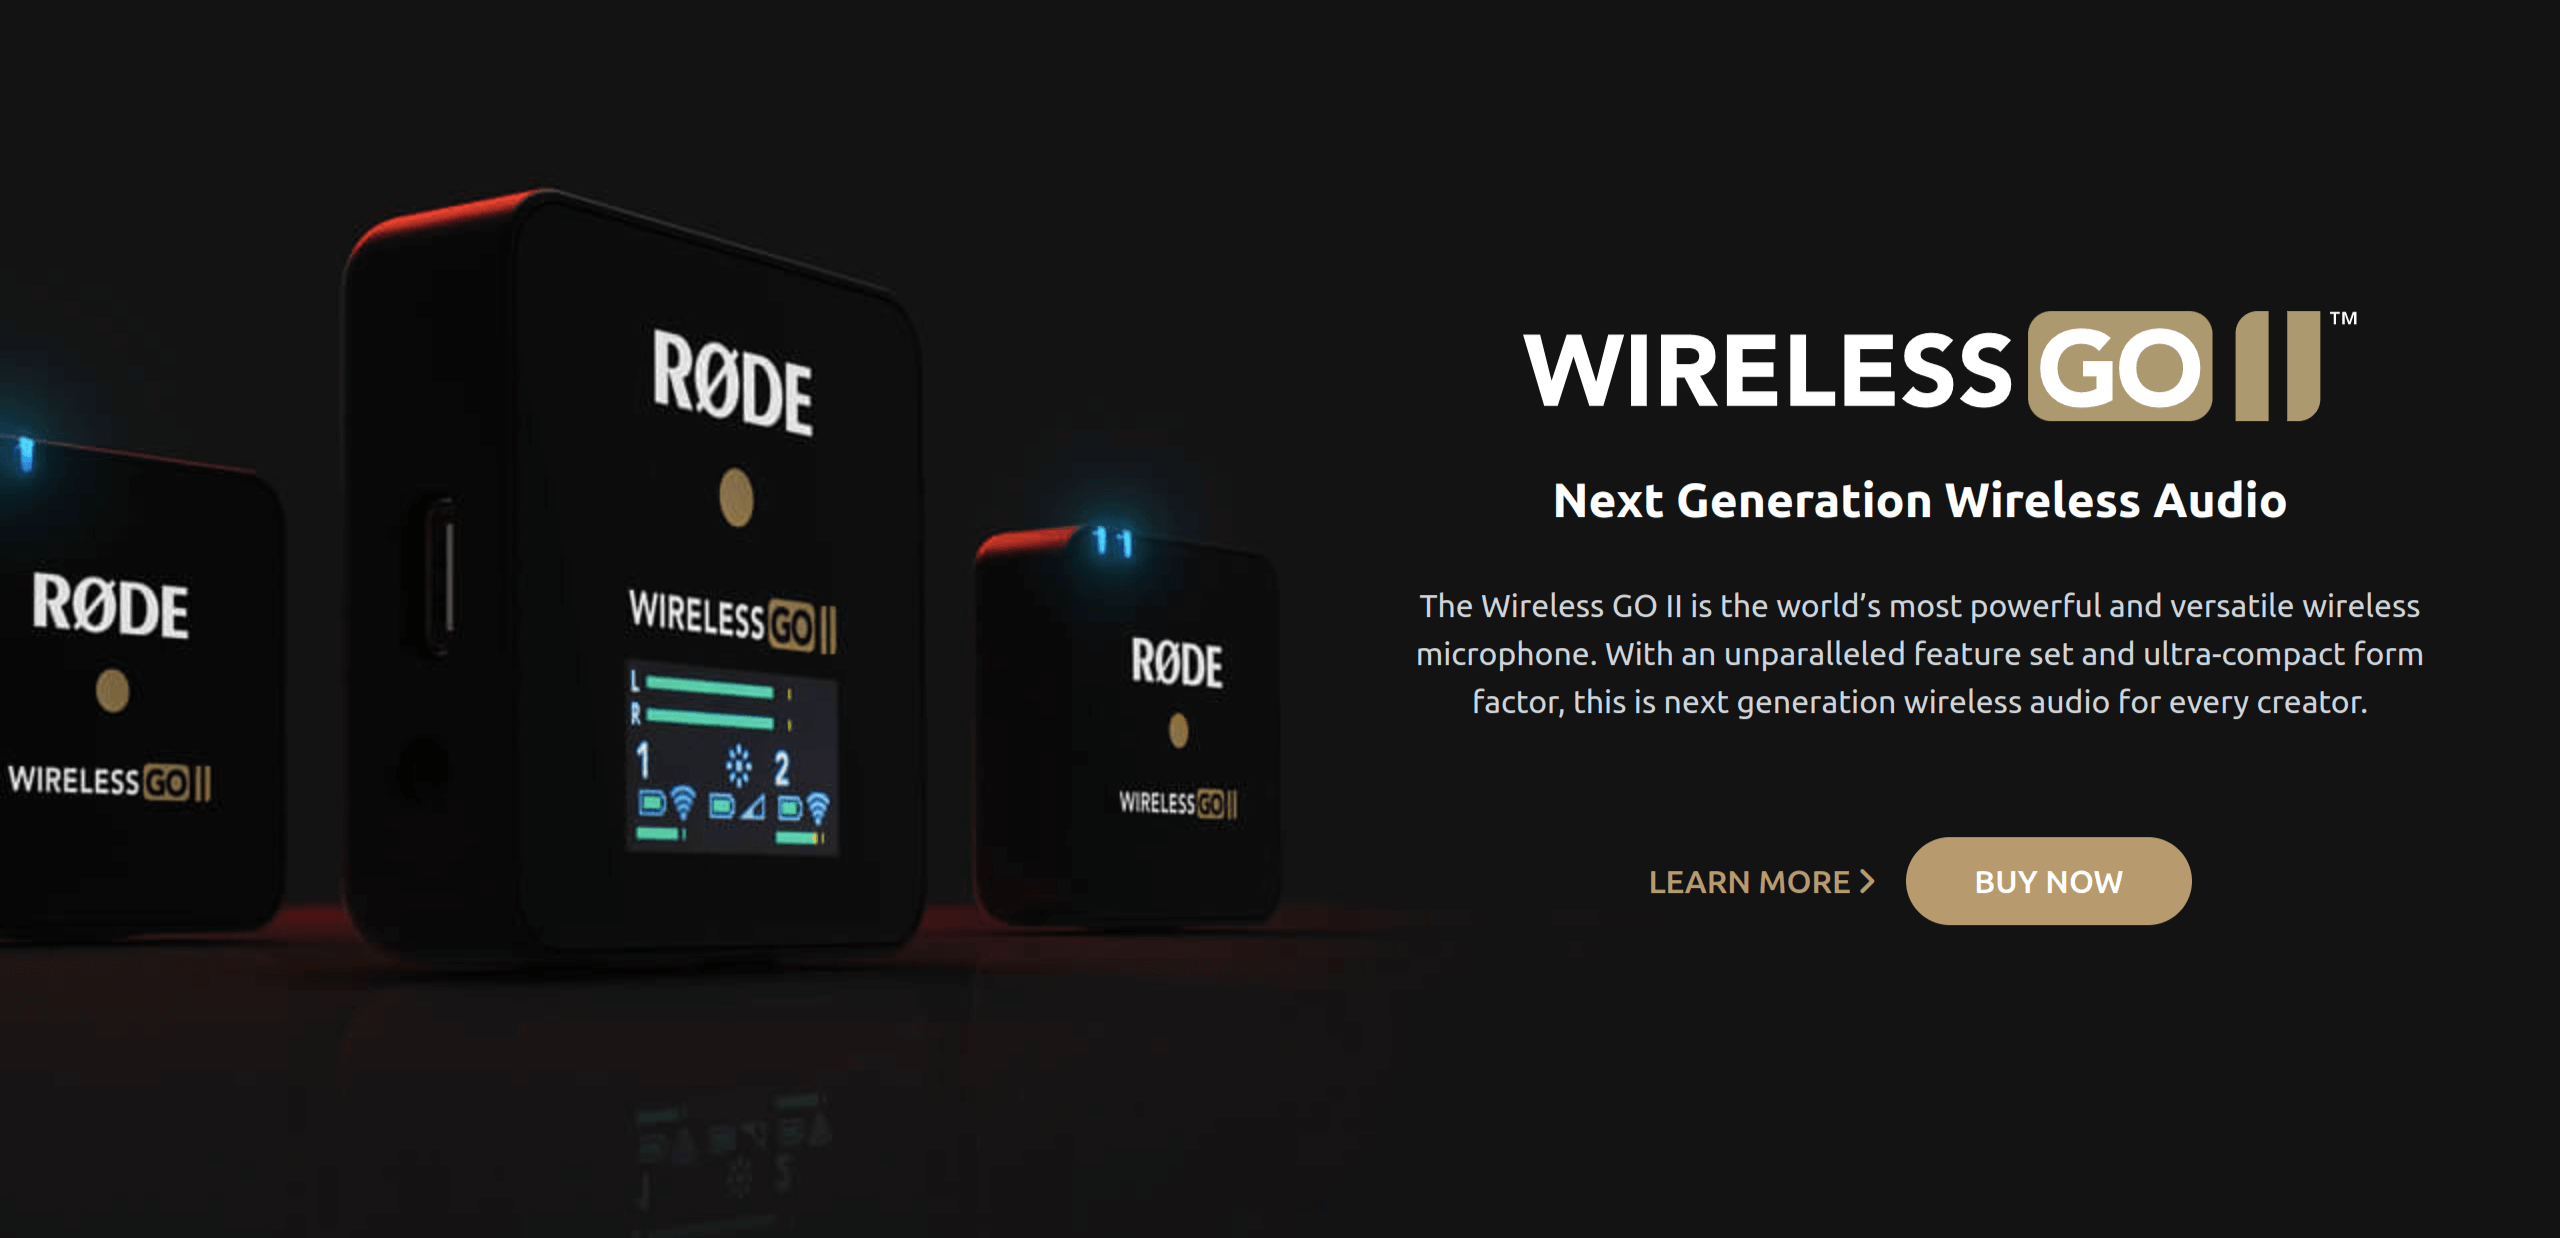 RØDE
WIRELESS GO II
RØDE
WIRELESS GO II
L
R
1 2
RØDE
WIRELESS GO II
WIRELESS GO II™
Next Generation Wireless Audio
The Wireless GO II is the world’s most powerful and versatile wireless
microphone. With an unparalleled feature set and ultra-compact form
factor, this is next generation wireless audio for every creator.
LEARN MORE
BUY NOW